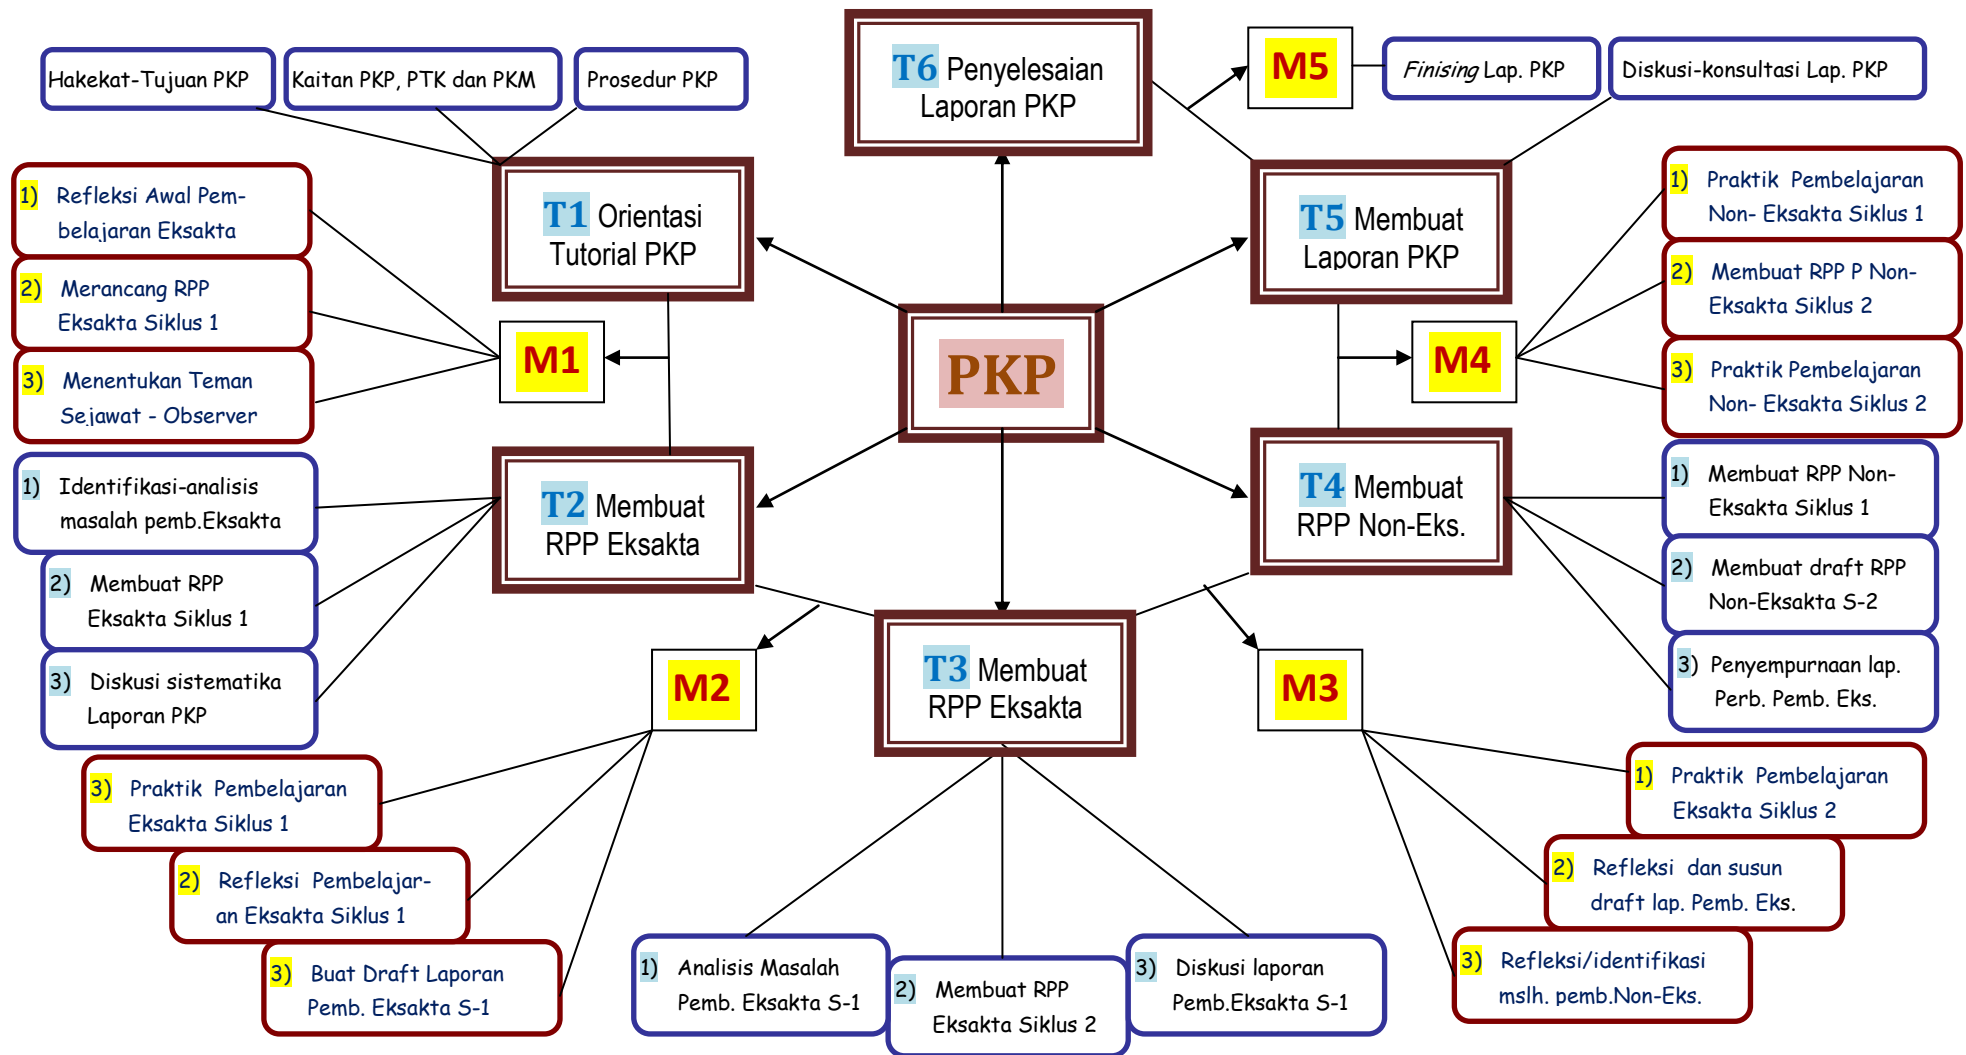 T6 Penyelesaian
Laporan PKP
M5
Finising Lap. PKP
Diskusi-konsultasi Lap. PKP
Hakekat-Tujuan PKP
Kaitan PKP, PTK dan PKM
Prosedur PKP
T1 Orientasi
Tutorial PKP
T5 Membuat
Laporan PKP
1) Refleksi Awal Pem-
belajaran Eksakta
2) Merancang RPP
Eksakta Siklus 1
3) Menentukan Teman
Sejawat - Observer
M1
PKP
M4
1) Praktik Pembelajaran
Non- Eksakta Siklus 1
2) Membuat RPP P Non-
Eksakta Siklus 2
3) Praktik Pembelajaran
Non- Eksakta Siklus 2
1) Identifikasi-analisis
masalah pemb.Eksakta
2) Membuat RPP
Eksakta Siklus 1
3) Diskusi sistematika
Laporan PKP
T2 Membuat
RPP Eksakta
T4 Membuat
RPP Non-Eks.
1) Membuat RPP Non-
Eksakta Siklus 1
2) Membuat draft RPP
Non-Eksakta S-2
3) Penyempurnaan lap.
Perb. Pemb. Eks.
M2
T3 Membuat
RPP Eksakta
M3
3) Praktik Pembelajaran
Eksakta Siklus 1
2) Refleksi Pembelajar-
an Eksakta Siklus 1
3) Buat Draft Laporan
Pemb. Eksakta S-1
1) Analisis Masalah
Pemb. Eksakta S-1
2) Membuat RPP
Eksakta Siklus 2
3) Diskusi laporan
Pemb.Eksakta S-1
1) Praktik Pembelajaran
Eksakta Siklus 2
2) Refleksi dan susun
draft lap. Pemb. Eks.
3) Refleksi/identifikasi
mslh. pemb.Non-Eks.